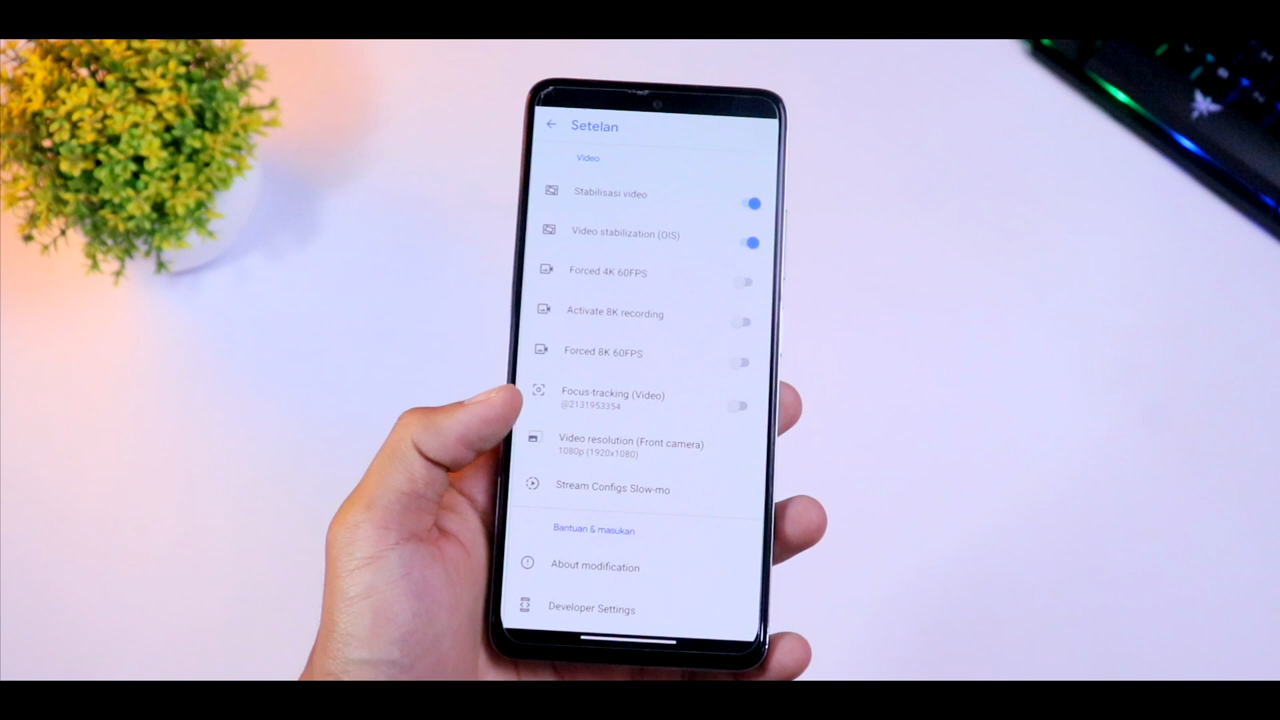 Setelan
Video
Stabilisasi video
Video stabilization (OIS)
Forced 4K 60FPS
Activate 8K recording
Forced 8K 60FPS
Focus-tracking (Video)
@2131953354
Video resolution (Front camera)
1080p (1920x1080)
Stream Configs Slow-mo
Bantuan & masukan
About modification
Developer Settings